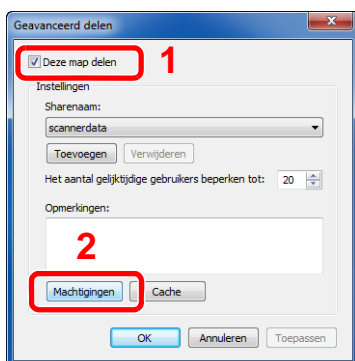 Geavanceerd delen
Deze map delen 1
Instellingen
Sharenaam:
scannerdata
Toevoegen Verwijderen
Het aantal gelijktijdige gebruikers beperken tot: 20
Opmerkingen:
2
Machtigingen Cache
OK Annuleren Toepassen